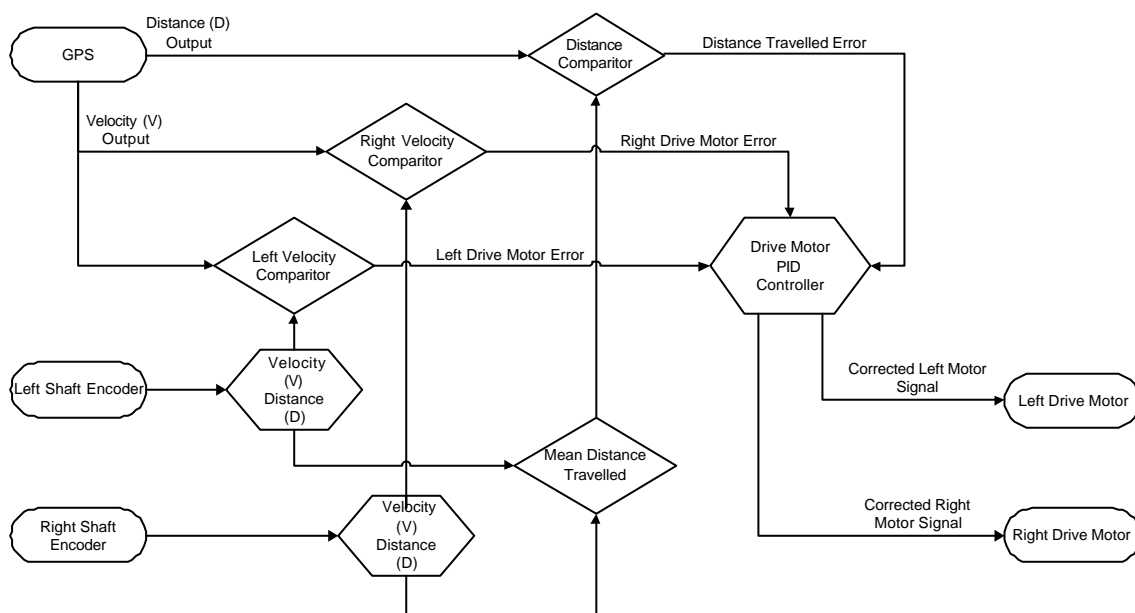 Distance (D)
Output
GPS
Distance
Comparitor
Distance Travelled Error
Velocity (V)
Output
Right Velocity
Comparitor
Right Drive Motor Error
Left Velocity
Comparitor
Left Drive Motor Error
Drive Motor
PID
Controller
Left Shaft Encoder
Velocity
(V)
Distance
(D)
Corrected Left Motor
Signal
Left Drive Motor
Mean Distance
Travelled
Right Shaft
Encoder
Velocity
(V)
Distance
(D)
Corrected Right
Motor Signal
Right Drive Motor